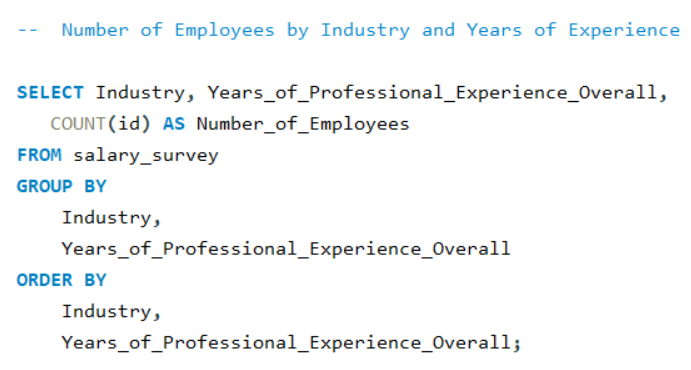 --  Number of Employees by Industry and Years of Experience
SELECT Industry, Years_of_Professional_Experience_Overall,
COUNT(id) AS Number_of_Employees
FROM salary_survey
GROUP BY
Industry,
Years_of_Professional_Experience_Overall
ORDER BY
Industry,
Years_of_Professional_Experience_Overall;